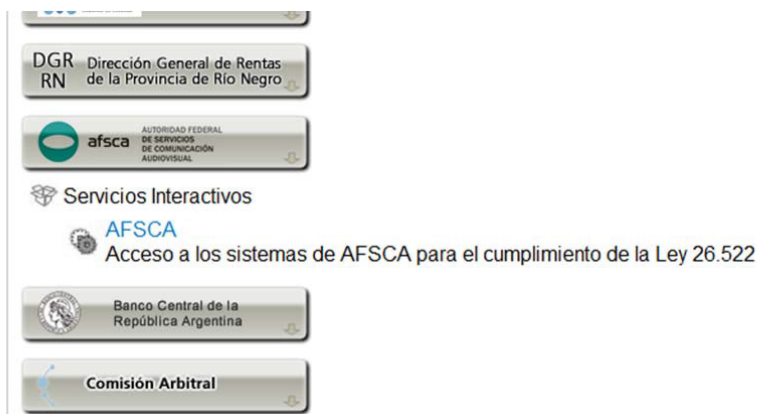 DGR Dirección General de Rentas
RN de la Provincia de Río Negro
afsca AUTORIDAD FEDERAL
DE SERVICIOS
DE COMUNICACIÓN
AUDIOVISUAL
Servicios Interactivos
AFSCA
Acceso a los sistemas de AFSCA para el cumplimiento de la Ley 26.522
Banco Central de la
República Argentina
Comisión Arbitral